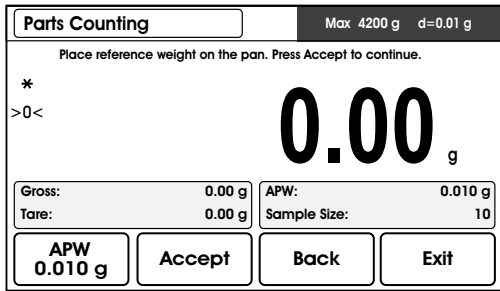 Parts Counting
Max 4200 g d=0.01 g
Place reference weight on the pan. Press Accept to continue.
*
>0<
0.00 g
Gross: 0.00 g
Tare: 0.00 g
APW: 0.010 g
Sample Size: 10
APW
0.010 g
Accept
Back
Exit